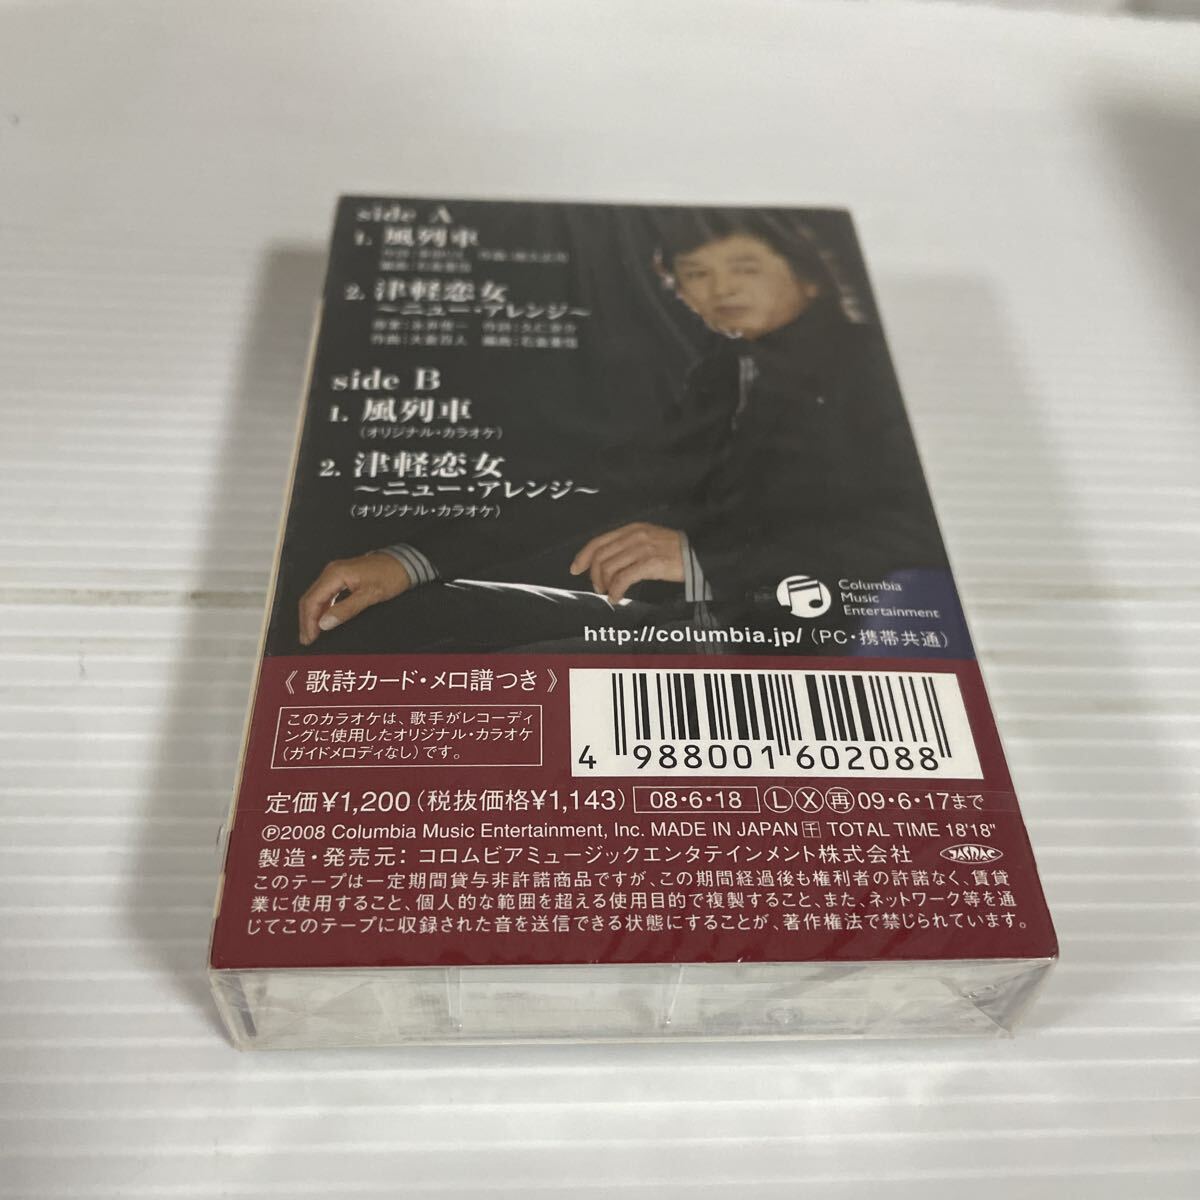 side A
1. 風列車
2. 津軽恋女
～ニュー・アレンジ～
side B
1. 風列車
(オリジナル・カラオケ)
2. 津軽恋女
～ニュー・アレンジ～
(オリジナル・カラオケ)
Columbia
Music
Entertainment
http://columbia.jp/ (PC・携帯共通)
《 歌詩カード・メロ譜つき 》
このカラオケは、歌手がレコーディ
ングに使用したオリジナル・カラオケ
(ガイドメロディなし)です。
4 988001 602088
定価¥1,200(税抜価格¥1,143) 08・6・18 Ⓛ Ⓧ 再 09・6・17まで
℗2008 Columbia Music Entertainment, Inc. MADE IN JAPAN 千 TOTAL TIME 18'18"
製造・発売元: コロムビアミュージックエンタテインメント株式会社 JASRAC
このテープは一定期間貸与非許諾商品ですが、この期間経過後も権利者の許諾なく、賃貸
業に使用すること、個人的な範囲を超える使用目的で複製すること、また、ネットワーク等を通
じてこのテープに収録された音を送信できる状態にすることが、著作権法で禁じられています。